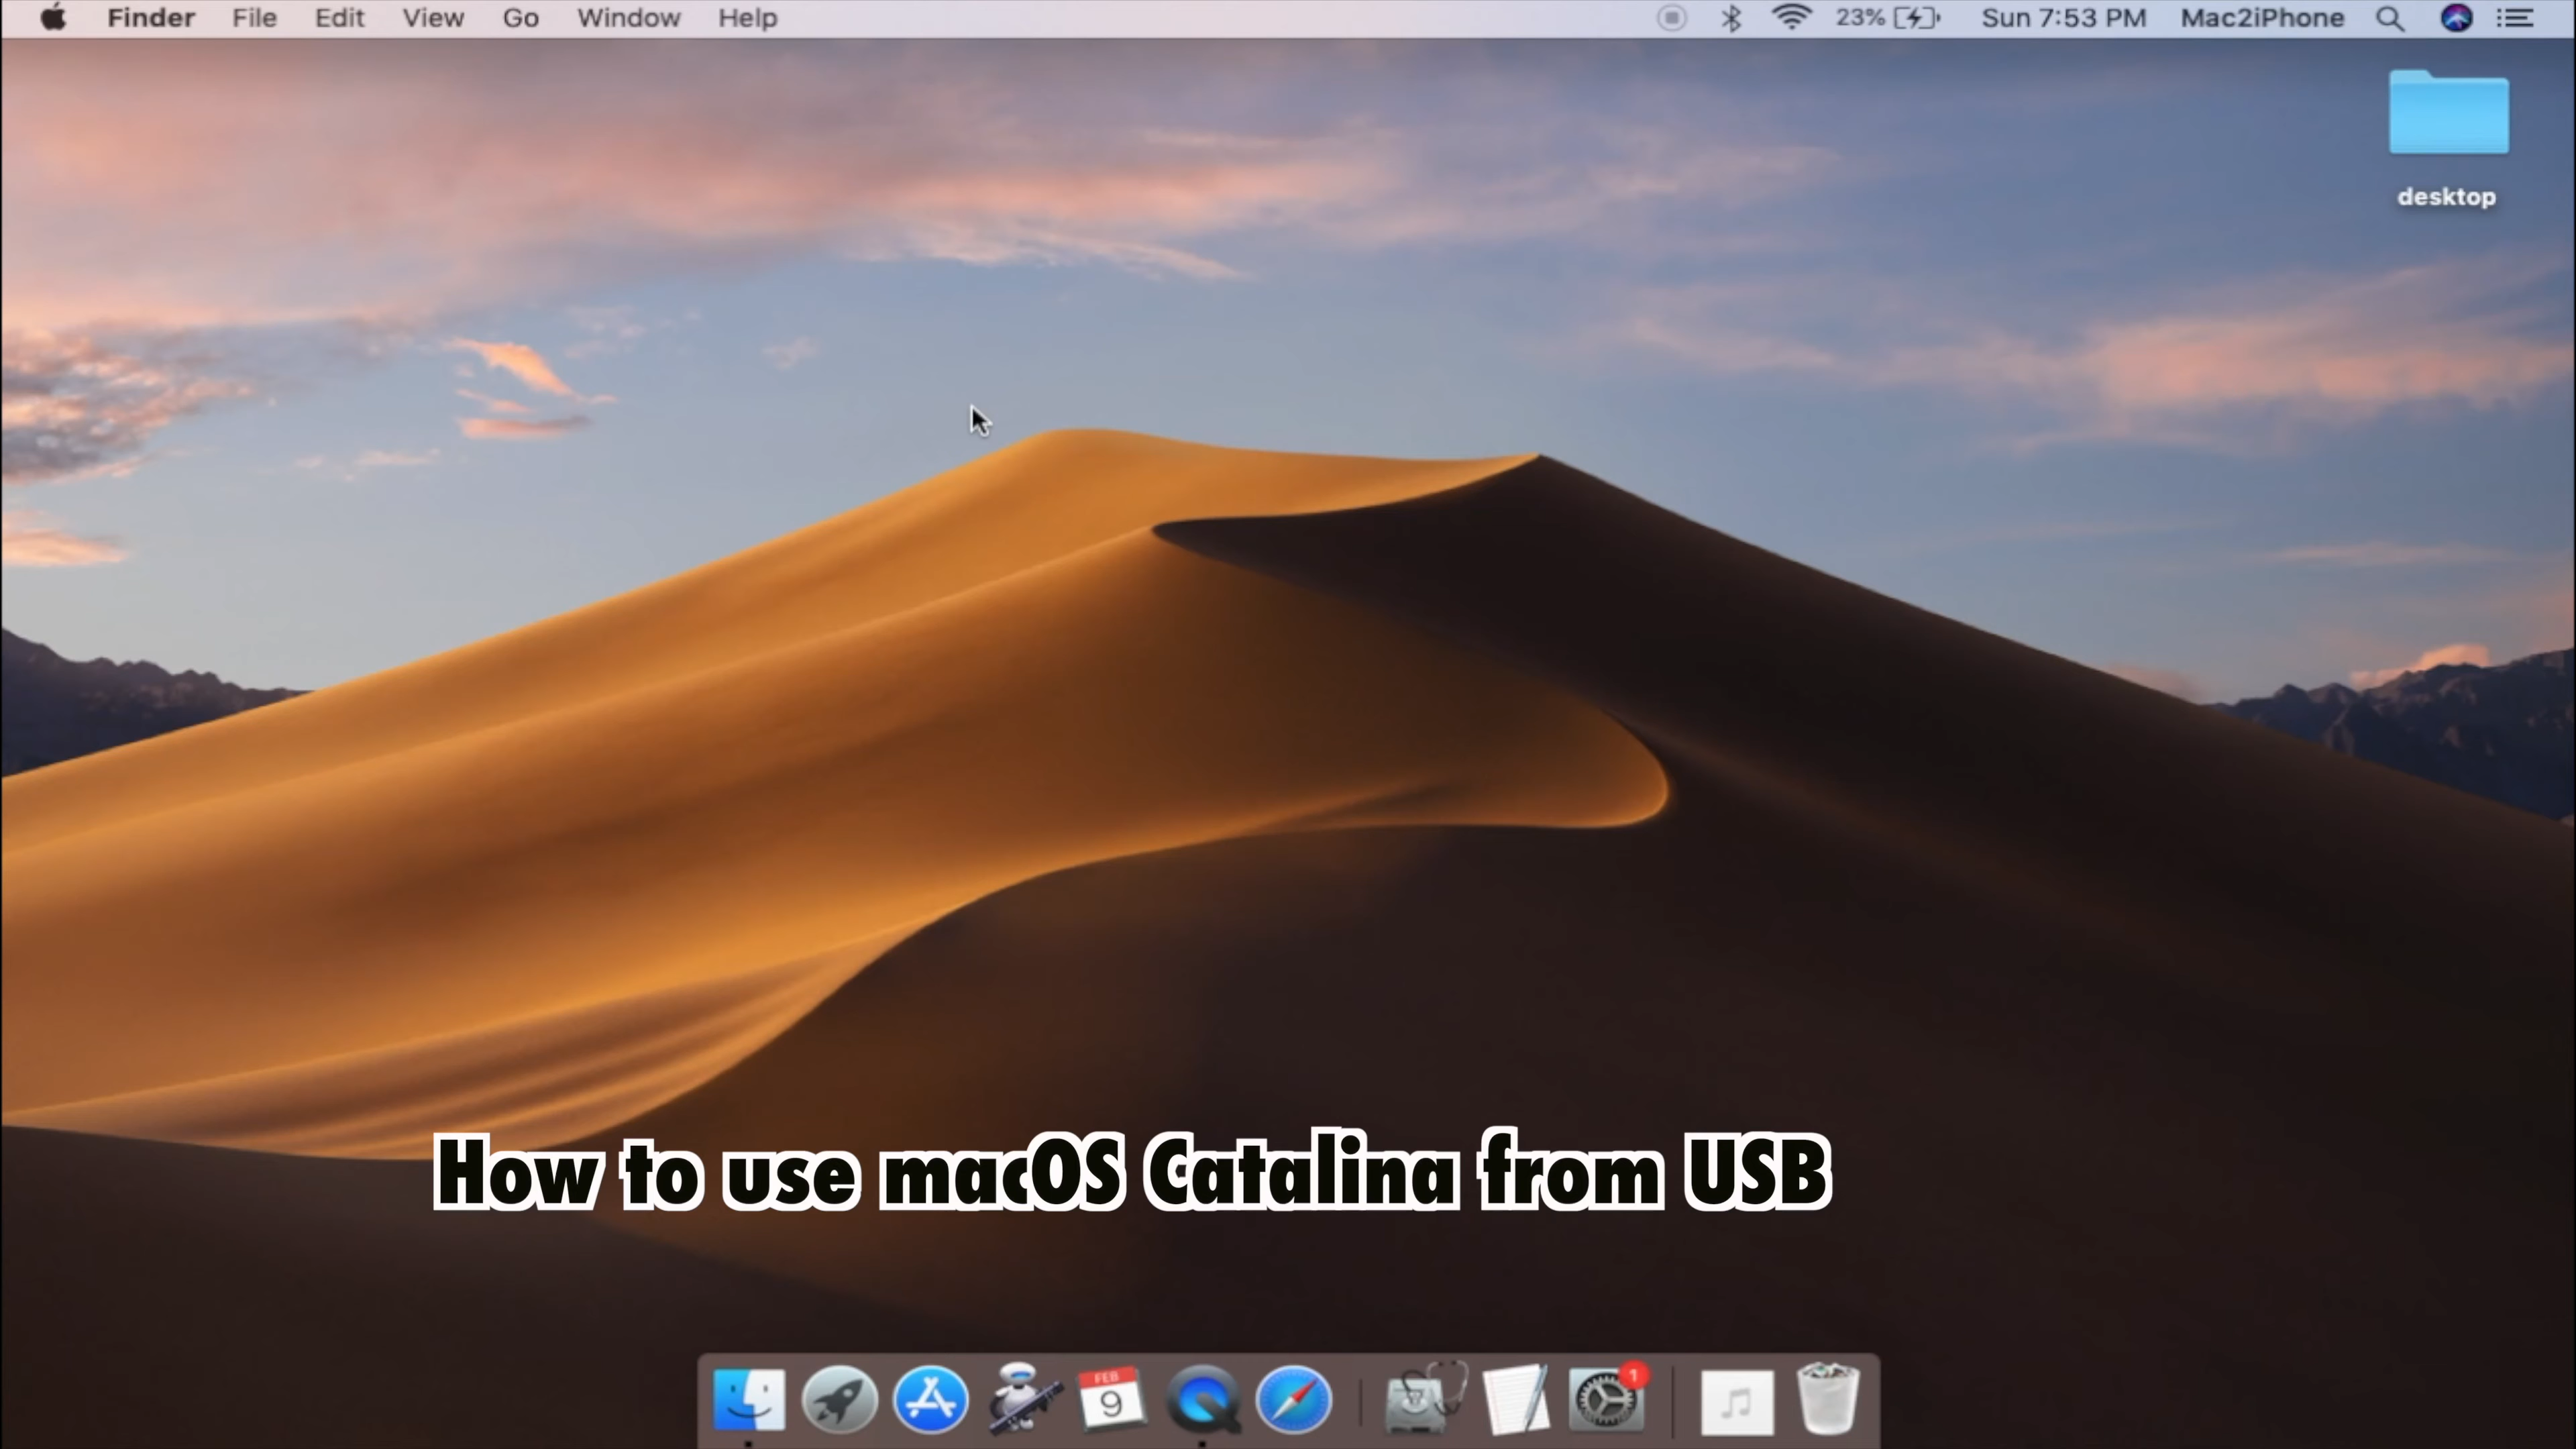 Finder File Edit View Go Window Help 23% Sun 7:53 PM Mac2iPhone
desktop
How to use macOS Catalina from USB
FEB
9
1